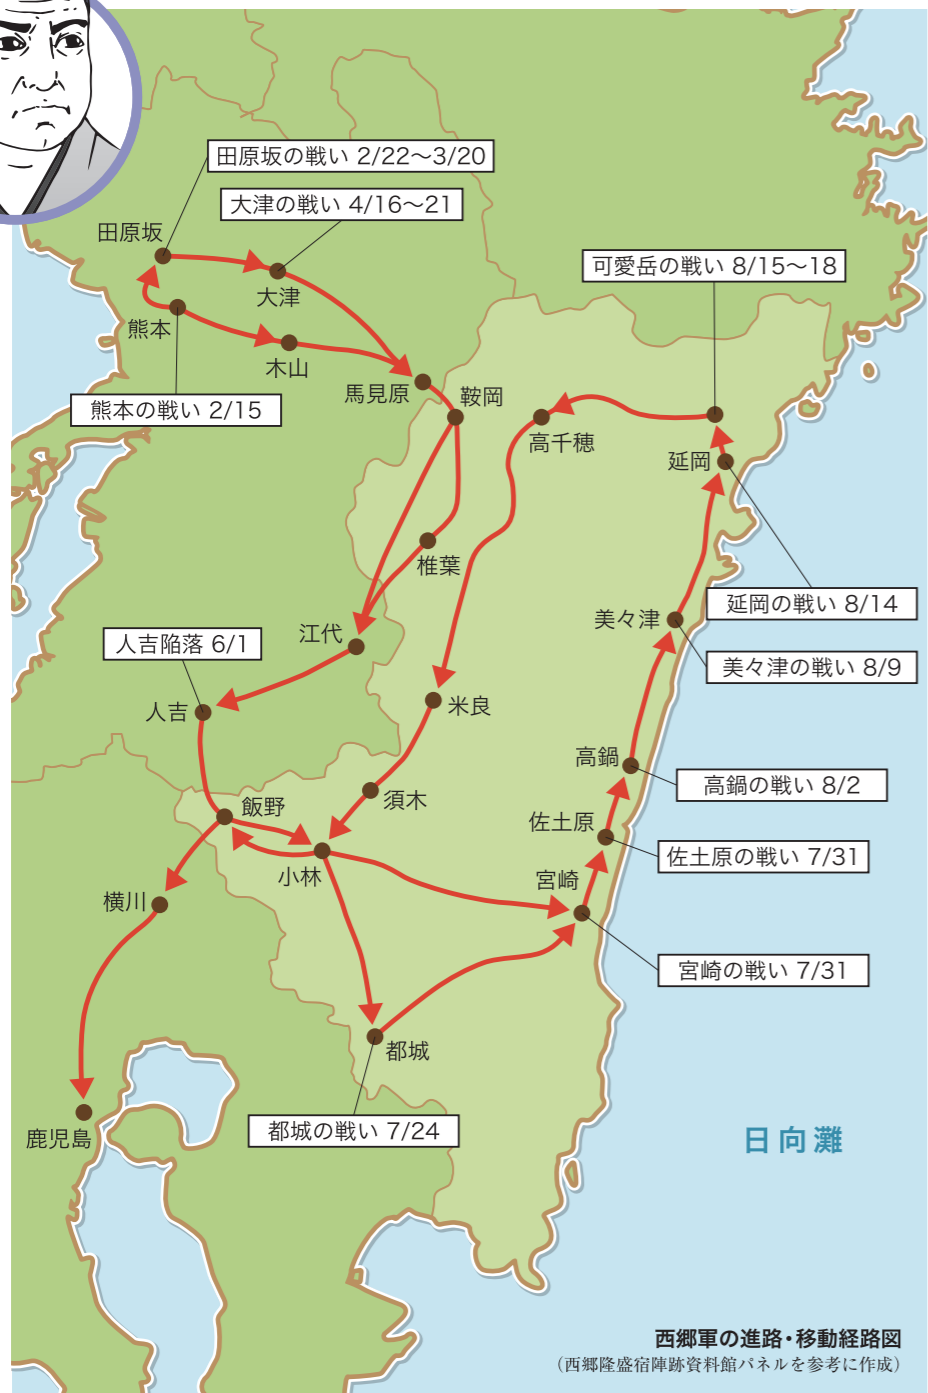 田原坂の戦い 2/22～3/20
大津の戦い 4/16～21
田原坂
可愛岳の戦い 8/15～18
大津
熊本
木山
馬見原
鞍岡
熊本の戦い 2/15
高千穂
延岡
椎葉
延岡の戦い 8/14
美々津
江代
人吉陥落 6/1
美々津の戦い 8/9
人吉
米良
高鍋
高鍋の戦い 8/2
須木
飯野
佐土原
佐土原の戦い 7/31
小林
宮崎
横川
宮崎の戦い 7/31
都城
鹿児島
都城の戦い 7/24
日向灘
西郷軍の進路・移動経路図
（西郷隆盛宿陣跡資料館パネルを参考に作成）